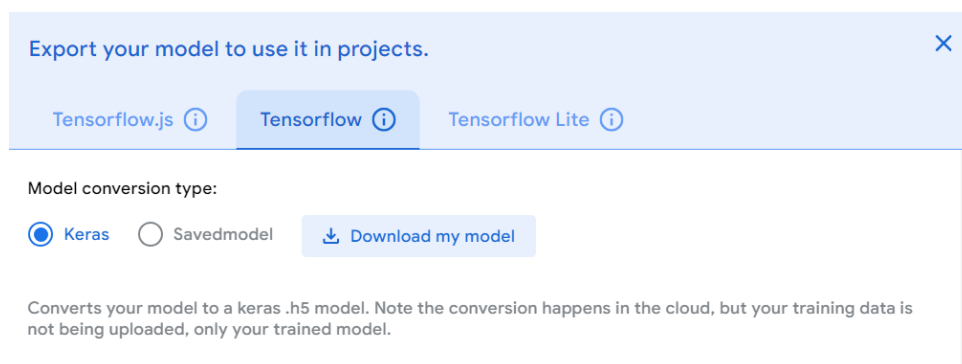 Export your model to use it in projects.
Tensorflow.js Tensorflow Tensorflow Lite
Model conversion type:
Keras Savedmodel Download my model
Converts your model to a keras .h5 model. Note the conversion happens in the cloud, but your training data is
not being uploaded, only your trained model.